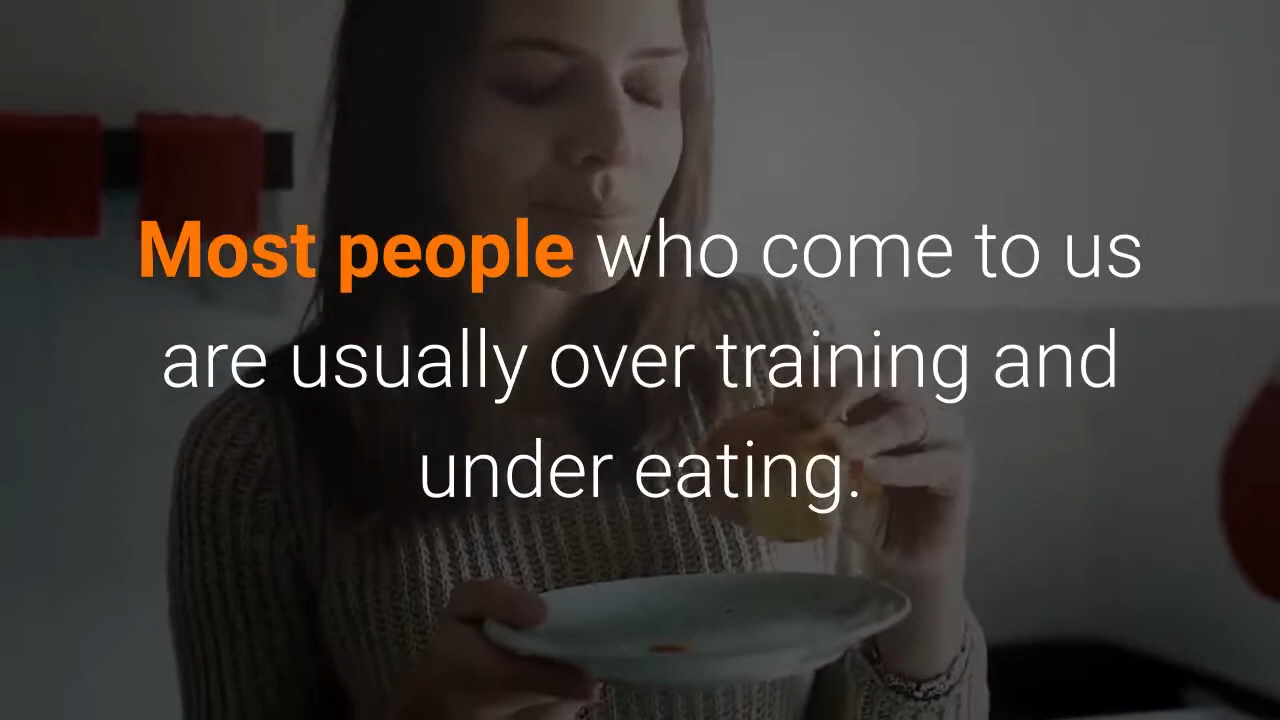 Most people who come to us
are usually over training and
under eating.